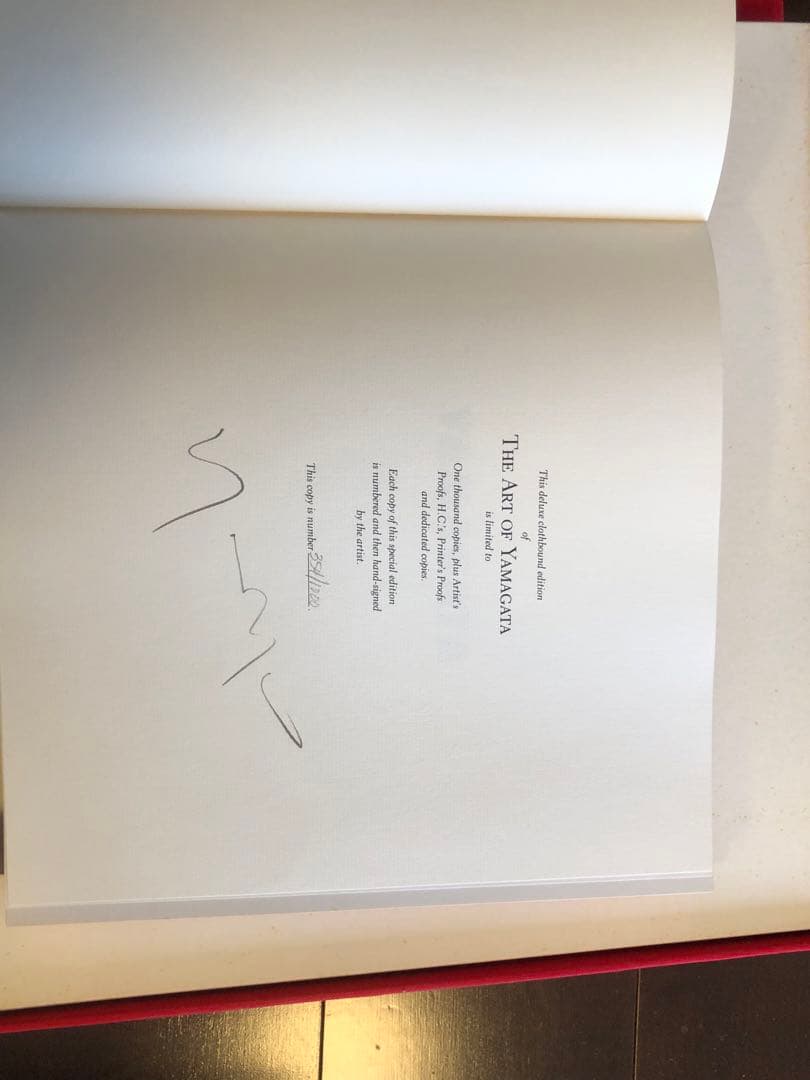 This deluxe clothbound edition
of
THE ART OF YAMAGATA
is limited to
One thousand copies, plus Artist's
Proofs, H.C.'s, Printer's Proofs
and dedicated copies.
Each copy of this special edition
is numbered and then hand-signed
by the artist.
This copy is number 354/1000.